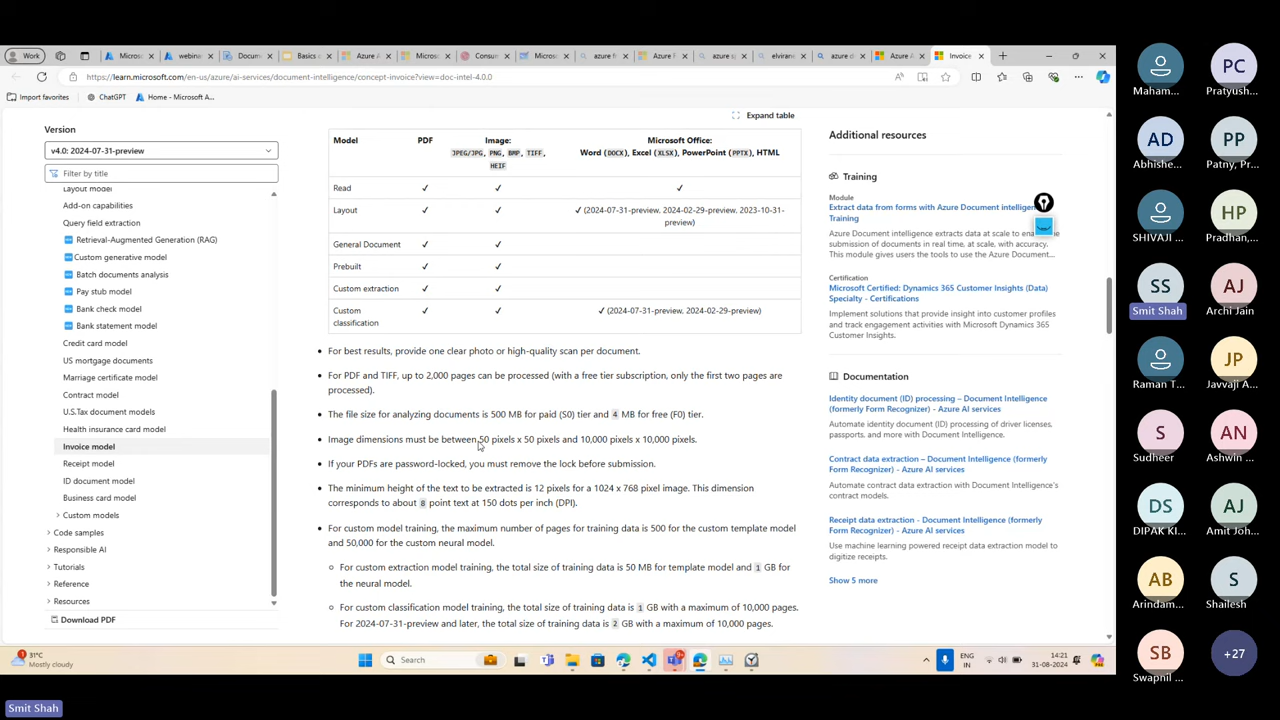 Work
Micros
webina
Docum
Basics o
Azure A
Micros
Consun
Micros
azure fi
Azure F
azure sp
elvirane
azure di
Azure A
Invoice
https://learn.microsoft.com/en-us/azure/ai-services/document-intelligence/concept-invoice?view=doc-intel-4.0.0
Import favorites
ChatGPT
Home - Microsoft A...
Version
v4.0: 2024-07-31-preview
Filter by title
Layout model
Add-on capabilities
Query field extraction
Retrieval-Augmented Generation (RAG)
Custom generative model
Batch documents analysis
Pay stub model
Bank check model
Bank statement model
Credit card model
US mortgage documents
Marriage certificate model
Contract model
U.S.Tax document models
Health insurance card model
Invoice model
Receipt model
ID document model
Business card model
Custom models
Code samples
Responsible AI
Tutorials
Reference
Resources
Download PDF
Expand table
Model PDF Image: Microsoft Office:
JPEG/JPG, PNG, BMP, TIFF, Word (DOCX), Excel (XLSX), PowerPoint (PPTX), HTML
HEIF
Read ✓ ✓ ✓
Layout ✓ ✓ ✓ (2024-07-31-preview, 2024-02-29-preview, 2023-10-31-
preview)
General Document ✓ ✓
Prebuilt ✓ ✓
Custom extraction ✓ ✓
Custom ✓ ✓ ✓ (2024-07-31-preview, 2024-02-29-preview)
classification
• For best results, provide one clear photo or high-quality scan per document.
• For PDF and TIFF, up to 2,000 pages can be processed (with a free tier subscription, only the first two pages are
processed).
• The file size for analyzing documents is 500 MB for paid (S0) tier and 4 MB for free (F0) tier.
• Image dimensions must be between 50 pixels x 50 pixels and 10,000 pixels x 10,000 pixels.
• If your PDFs are password-locked, you must remove the lock before submission.
• The minimum height of the text to be extracted is 12 pixels for a 1024 x 768 pixel image. This dimension
corresponds to about 8 point text at 150 dots per inch (DPI).
• For custom model training, the maximum number of pages for training data is 500 for the custom template model
and 50,000 for the custom neural model.
For custom extraction model training, the total size of training data is 50 MB for template model and 1 GB for
the neural model.
For custom classification model training, the total size of training data is 1 GB with a maximum of 10,000 pages.
For 2024-07-31-preview and later, the total size of training data is 2 GB with a maximum of 10,000 pages.
Additional resources
Training
Module
Extract data from forms with Azure Document intelligen
Training
Azure Document intelligence extracts data at scale to ena the
submission of documents in real time, at scale, with accuracy.
This module gives users the tools to use the Azure Document...
Certification
Microsoft Certified: Dynamics 365 Customer Insights (Data)
Specialty - Certifications
Implement solutions that provide insight into customer profiles
and track engagement activities with Microsoft Dynamics 365
Customer Insights.
Documentation
Identity document (ID) processing – Document Intelligence
(formerly Form Recognizer) - Azure AI services
Automate identity document (ID) processing of driver licenses,
passports, and more with Document Intelligence.
Contract data extraction – Document Intelligence (formerly
Form Recognizer) - Azure AI services
Automate contract data extraction with Document Intelligence's
contract model.
Receipt data extraction - Document Intelligence (formerly
Form Recognizer) - Azure AI services
Use machine learning powered receipt data extraction model to
digitize receipts.
Show 5 more
31°C
Mostly cloudy
Search
ENG
IN
14:21
31-08-2024
PC
Maham...
Pratyush...
AD
PP
Abhishe...
Patny, Pr...
HP
SHIVAJI ...
Pradhan,...
SS
AJ
Smit Shah
Archi Jain
JP
Raman T...
Javvaji A...
S
AN
Sudheer
Ashwin ...
DS
AJ
DIPAK KI...
Amit Joh...
AB
S
Arindam...
Shailesh
SB
+27
Swapnil ...
Smit Shah